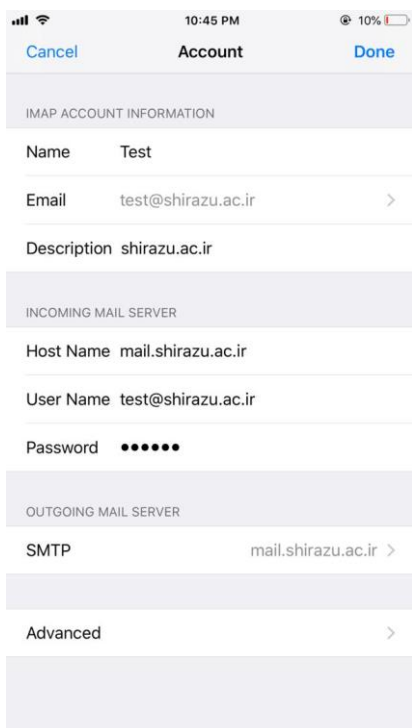 10:45 PM 10%
Cancel Account Done
IMAP ACCOUNT INFORMATION
Name Test
Email test@shirazu.ac.ir
Description shirazu.ac.ir
INCOMING MAIL SERVER
Host Name mail.shirazu.ac.ir
User Name test@shirazu.ac.ir
Password ●●●●●●
OUTGOING MAIL SERVER
SMTP mail.shirazu.ac.ir
Advanced